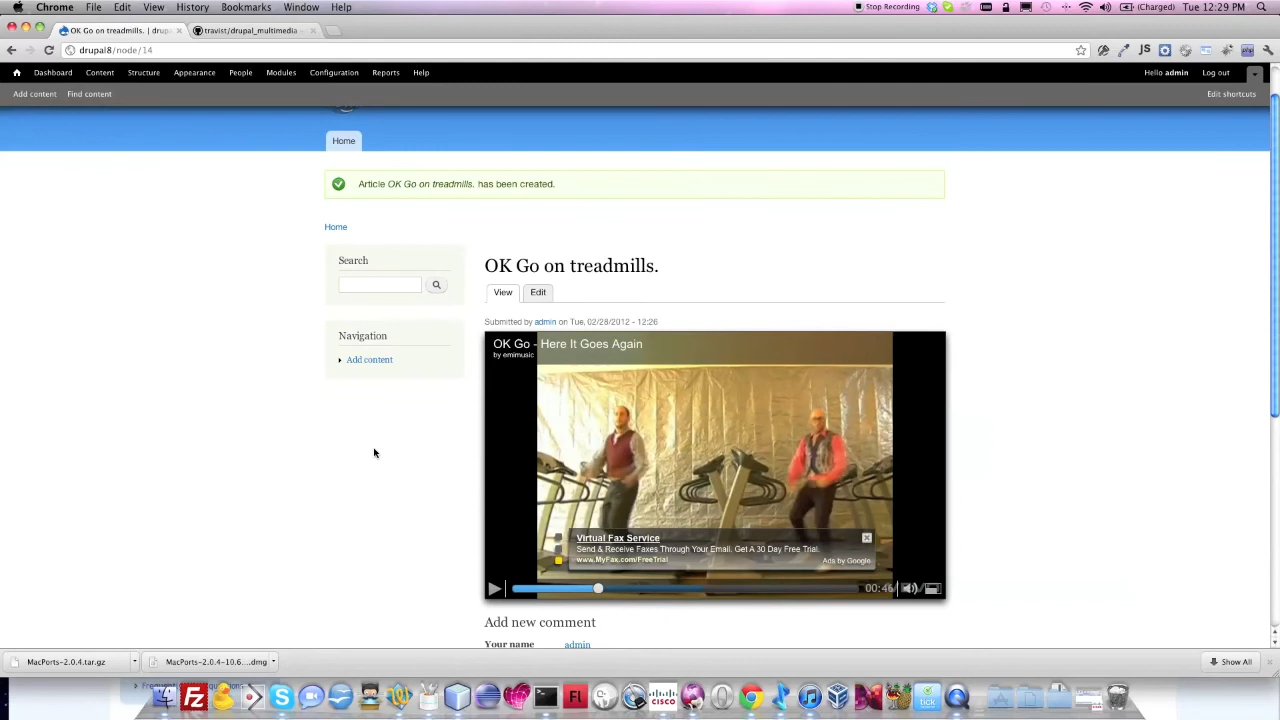 Chrome File Edit View History Bookmarks Window Help Stop Recording (Charged) Tue 12:29 PM
OK Go on treadmills. | drup travist/drupal_multimedia
drupal8/node/14
Dashboard Content Structure Appearance People Modules Configuration Reports Help Hello admin Log out
Add content Find content Edit shortcuts
Home
Article OK Go on treadmills. has been created.
Home
Search
Navigation
Add content
OK Go on treadmills.
View Edit
Submitted by admin on Tue, 02/28/2012 - 12:26
OK Go - Here It Goes Again
by emimusic
Virtual Fax Service
Send & Receive Faxes Through Your Email. Get A 30 Day Free Trial.
www.MyFax.com/FreeTrial Ads by Google
00:46
Add new comment
Your name admin
MacPorts-2.0.4.tar.gz MacPorts-2.0.4-10.6....dmg Show All
Fl
cisco
tick